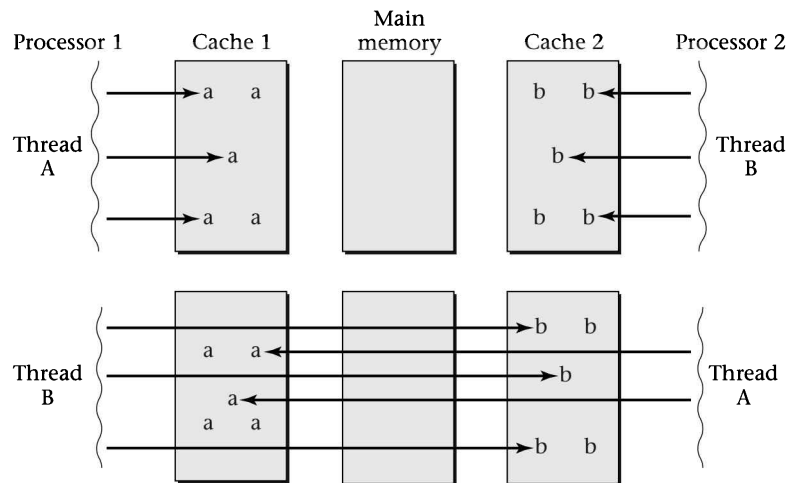 Processor 1
Cache 1
Main
memory
Cache 2
Processor 2
a a
b b
Thread
A
a
b
Thread
B
a a
b b
b b
a a
Thread
B
b
Thread
A
a
a a
b b